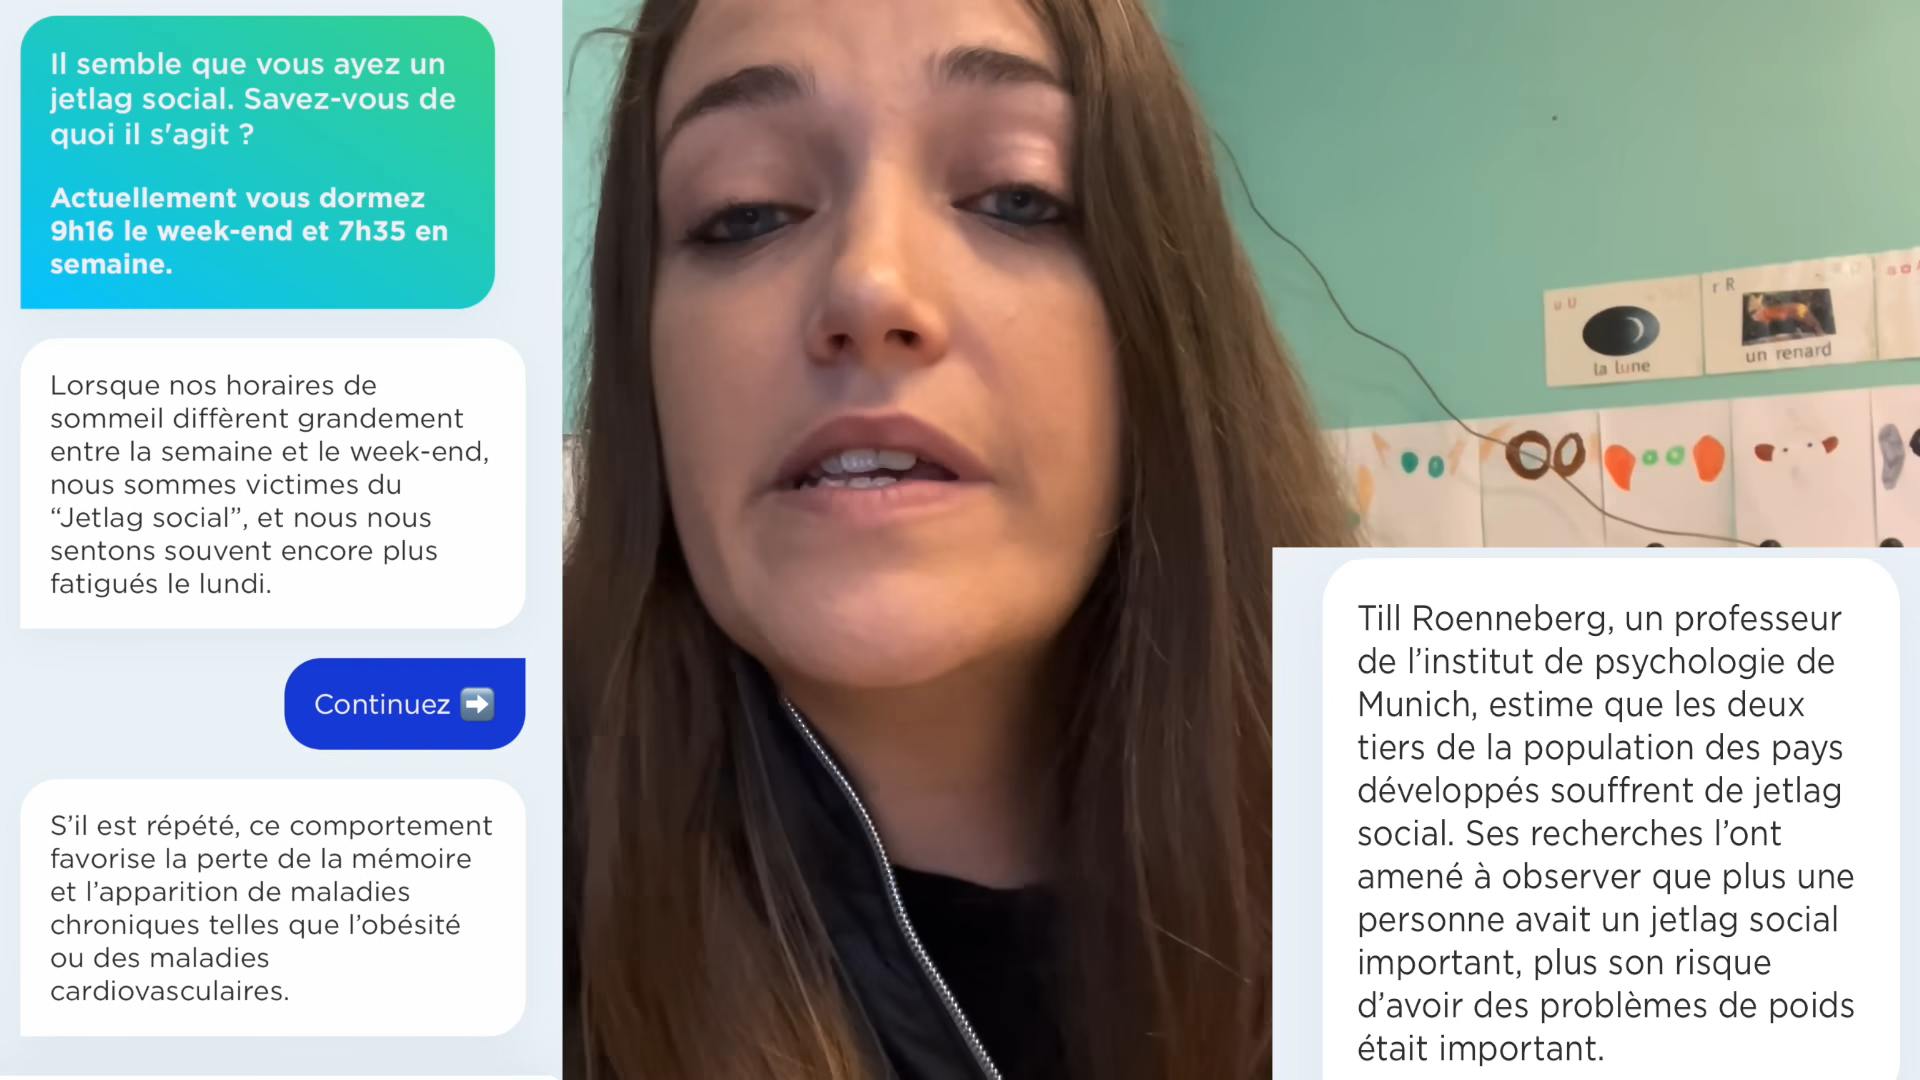 Il semble que vous ayez un
jetlag social. Savez-vous de
quoi il s'agit ?
Actuellement vous dormez
9h16 le week-end et 7h35 en
semaine.
Lorsque nos horaires de
sommeil diffèrent grandement
entre la semaine et le week-end,
nous sommes victimes du
“Jetlag social”, et nous nous
sentons souvent encore plus
fatigués le lundi.
Continuez ➡
S’il est répété, ce comportement
favorise la perte de la mémoire
et l’apparition de maladies
chroniques telles que l’obésité
ou des maladies
cardiovasculaires.
u U
la lune
r R
un renard
Till Roenneberg, un professeur
de l’institut de psychologie de
Munich, estime que les deux
tiers de la population des pays
développés souffrent de jetlag
social. Ses recherches l’ont
amené à observer que plus une
personne avait un jetlag social
important, plus son risque
d’avoir des problèmes de poids
était important.